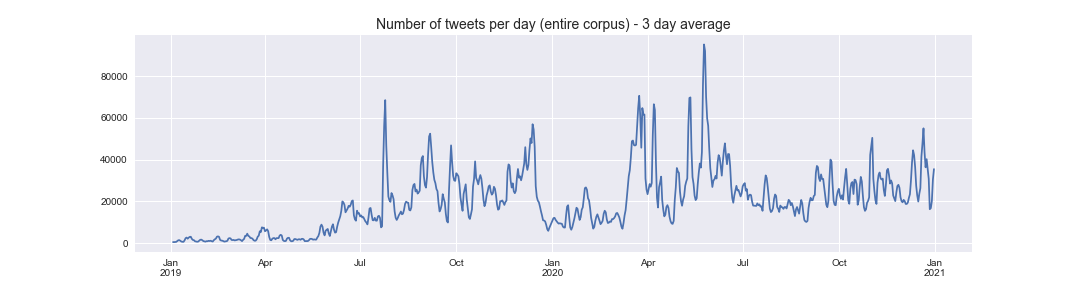 Number of tweets per day (entire corpus) - 3 day average
80000
60000
40000
20000
0
Jan Apr Jul Oct Jan Apr Jul Oct Jan
2019 2020 2021